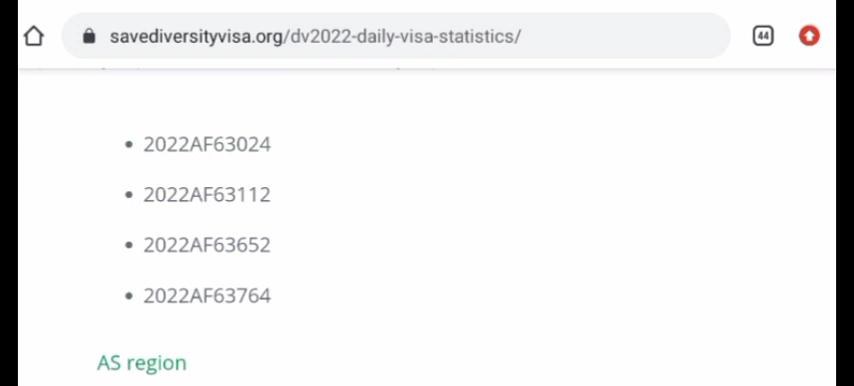 44
savediversityvisa.org/dv2022-daily-visa-statistics/
• 2022AF63024
• 2022AF63112
• 2022AF63652
• 2022AF63764
AS region